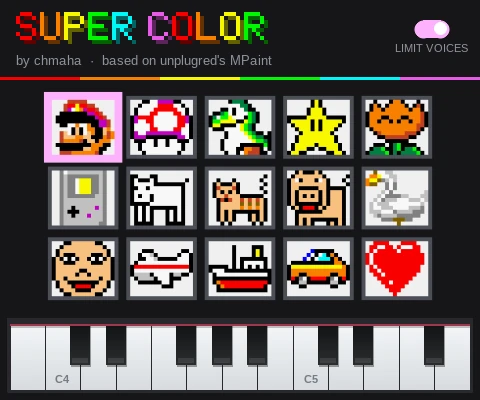 SUPER COLOR
by chmaha · based on unplugred's MPaint
LIMIT VOICES
C4
C5